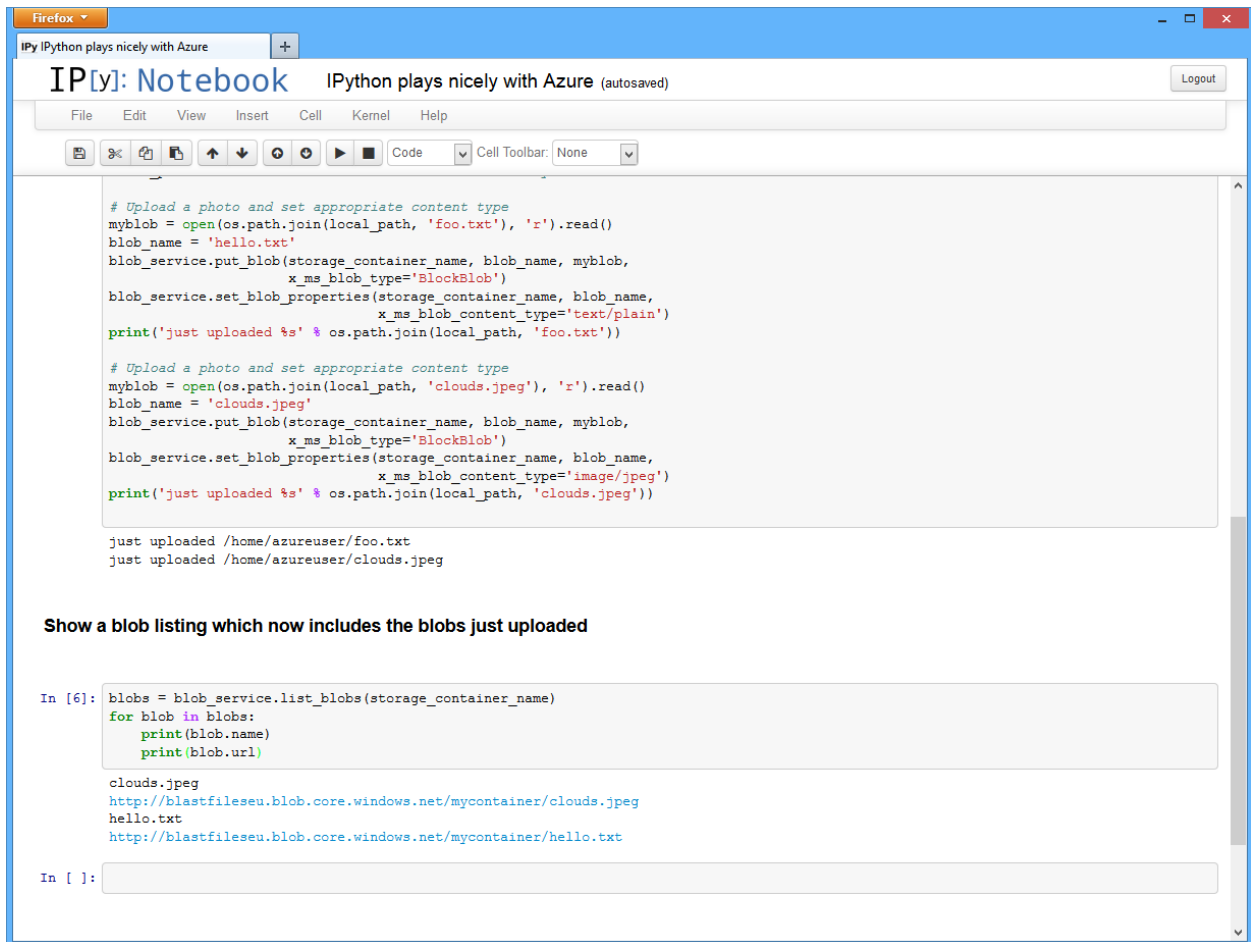 Firefox
IPy IPython plays nicely with Azure
IP[y]: Notebook IPython plays nicely with Azure (autosaved) Logout
File Edit View Insert Cell Kernel Help
Code Cell Toolbar: None
# Upload a photo and set appropriate content type
myblob = open(os.path.join(local_path, 'foo.txt'), 'r').read()
blob_name = 'hello.txt'
blob_service.put_blob(storage_container_name, blob_name, myblob,
x_ms_blob_type='BlockBlob')
blob_service.set_blob_properties(storage_container_name, blob_name,
x_ms_blob_content_type='text/plain')
print('just uploaded %s' % os.path.join(local_path, 'foo.txt'))
# Upload a photo and set appropriate content type
myblob = open(os.path.join(local_path, 'clouds.jpeg'), 'r').read()
blob_name = 'clouds.jpeg'
blob_service.put_blob(storage_container_name, blob_name, myblob,
x_ms_blob_type='BlockBlob')
blob_service.set_blob_properties(storage_container_name, blob_name,
x_ms_blob_content_type='image/jpeg')
print('just uploaded %s' % os.path.join(local_path, 'clouds.jpeg'))
just uploaded /home/azureuser/foo.txt
just uploaded /home/azureuser/clouds.jpeg
Show a blob listing which now includes the blobs just uploaded
In [6]: blobs = blob_service.list_blobs(storage_container_name)
for blob in blobs:
print(blob.name)
print(blob.url)
clouds.jpeg
http://blastfileseu.blob.core.windows.net/mycontainer/clouds.jpeg
hello.txt
http://blastfileseu.blob.core.windows.net/mycontainer/hello.txt
In [ ]: